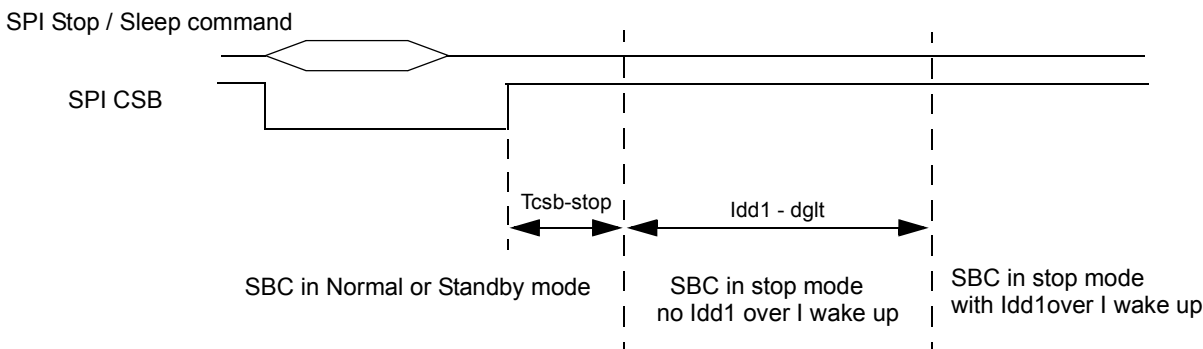 SPI Stop / Sleep command
SPI CSB
Tcsb-stop
Idd1 - dglt
SBC in Normal or Standby mode
SBC in stop mode
no Idd1 over I wake up
SBC in stop mode
with Idd1over I wake up